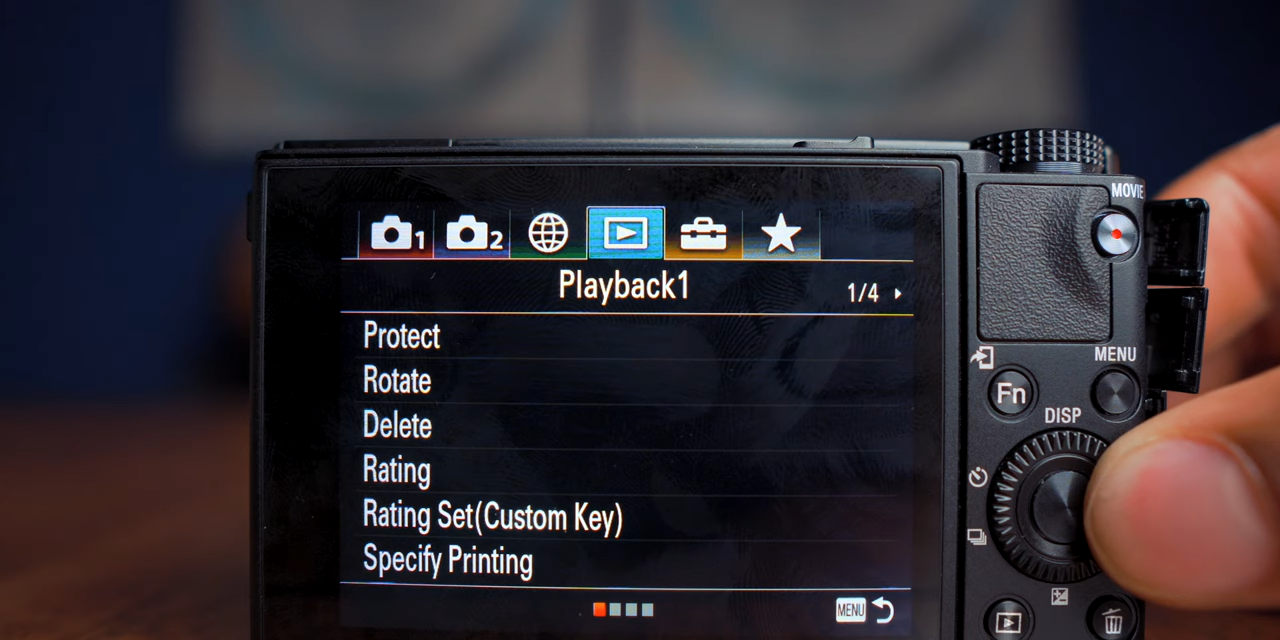 1 2
Playback1
1/4
Protect
Rotate
Delete
Rating
Rating Set(Custom Key)
Specify Printing
MENU
MOVIE
MENU
Fn
DISP